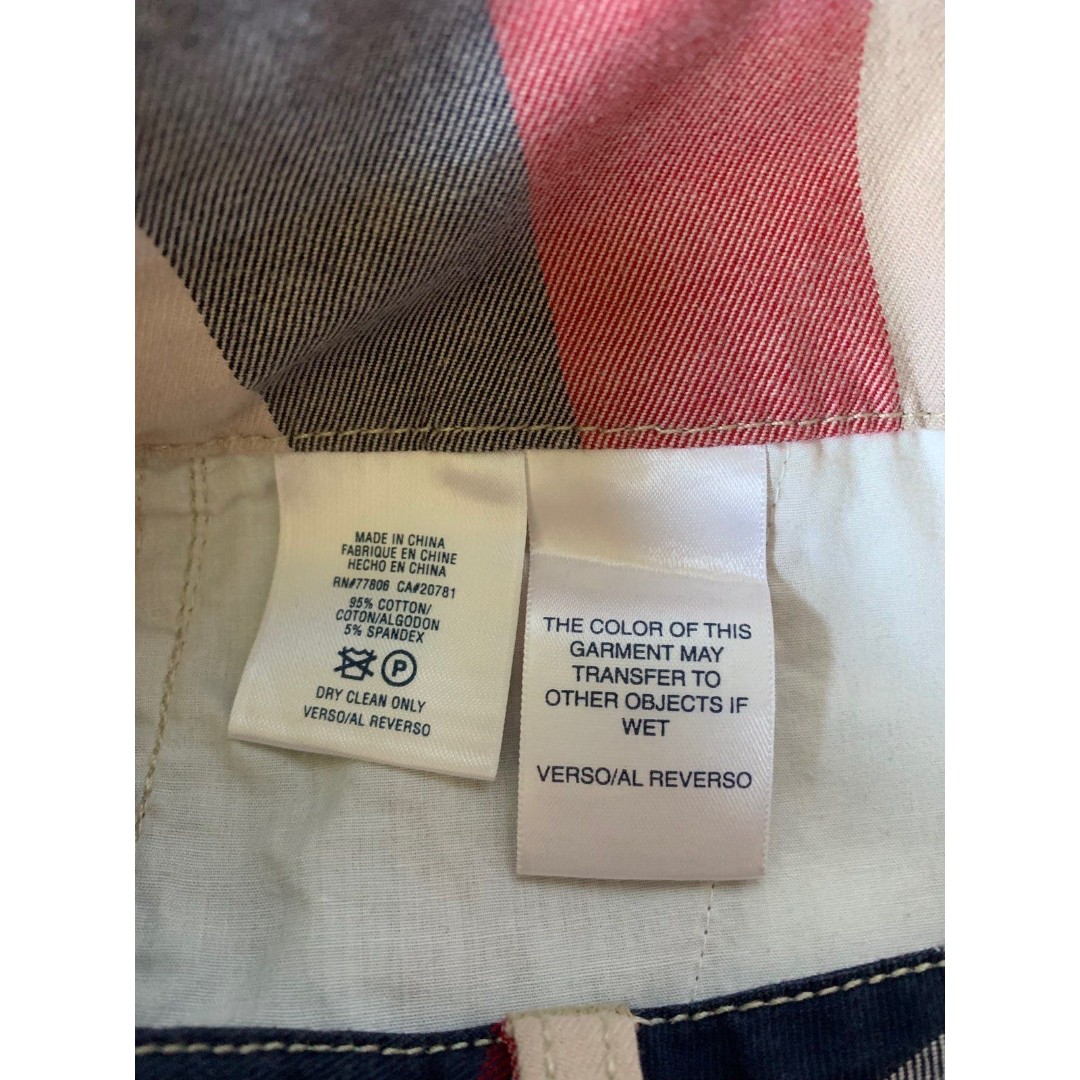 MADE IN CHINA
FABRIQUE EN CHINE
HECHO EN CHINA
RN#77806 CA#20781
95% COTTON/
COTON/ALGODON
5% SPANDEX
P
DRY CLEAN ONLY
VERSO/AL REVERSO
THE COLOR OF THIS
GARMENT MAY
TRANSFER TO
OTHER OBJECTS IF
WET
VERSO/AL REVERSO